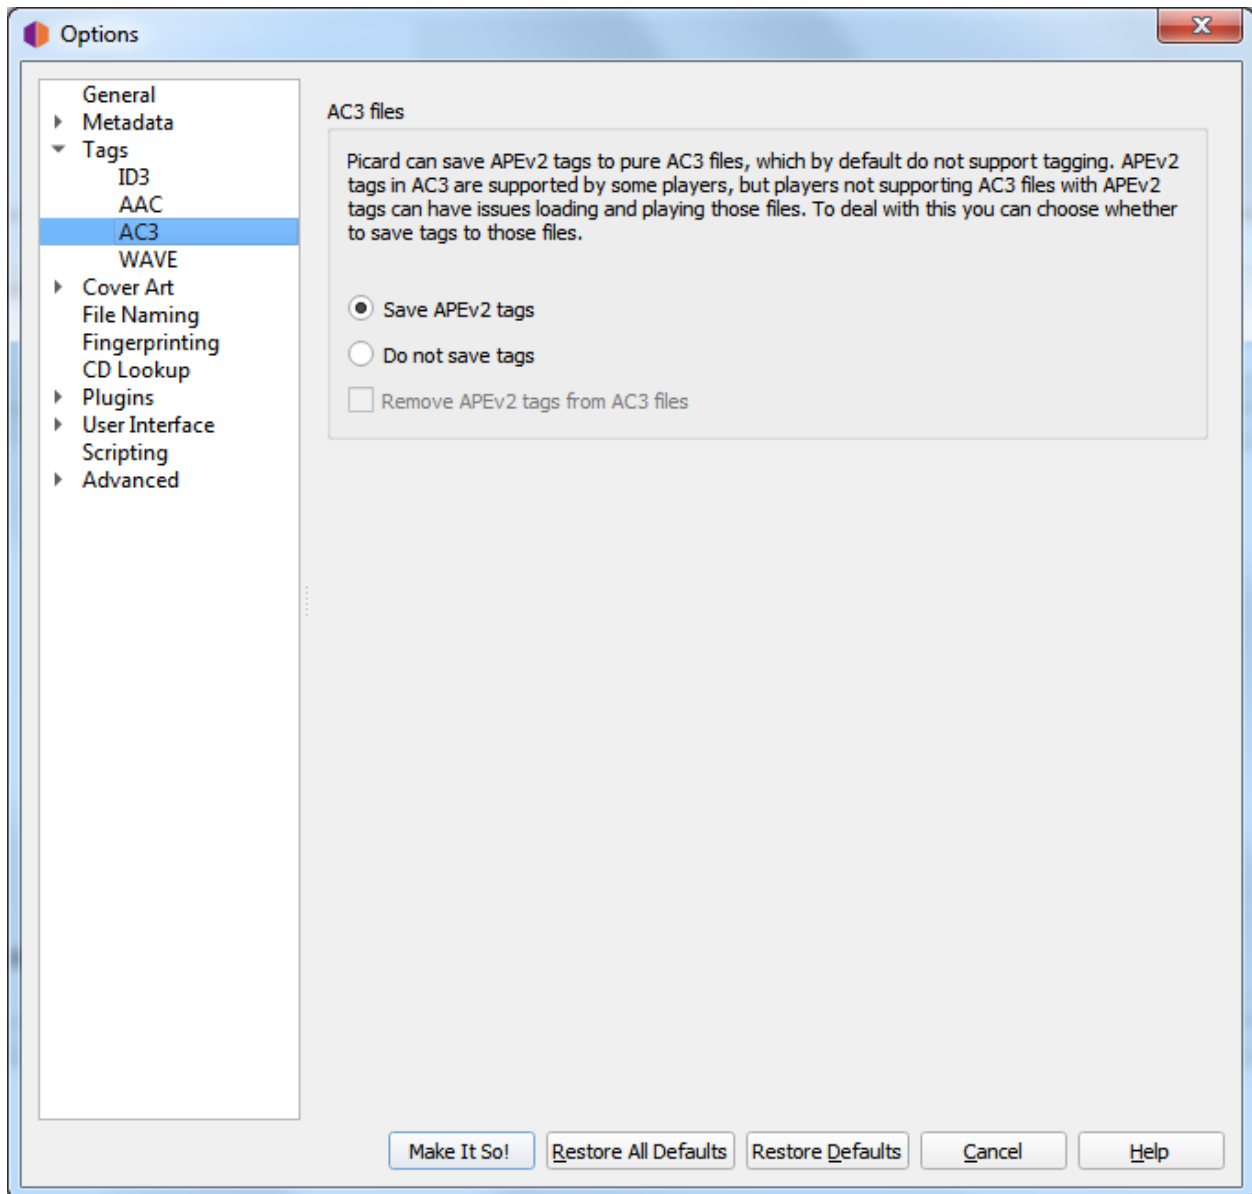 Options
General
Metadata
Tags
ID3
AAC
AC3
WAVE
Cover Art
File Naming
Fingerprinting
CD Lookup
Plugins
User Interface
Scripting
Advanced
AC3 files
Picard can save APEv2 tags to pure AC3 files, which by default do not support tagging. APEv2
tags in AC3 are supported by some players, but players not supporting AC3 files with APEv2
tags can have issues loading and playing those files. To deal with this you can choose whether
to save tags to those files.
Save APEv2 tags
Do not save tags
Remove APEv2 tags from AC3 files
Make It So! Restore All Defaults Restore Defaults Cancel Help